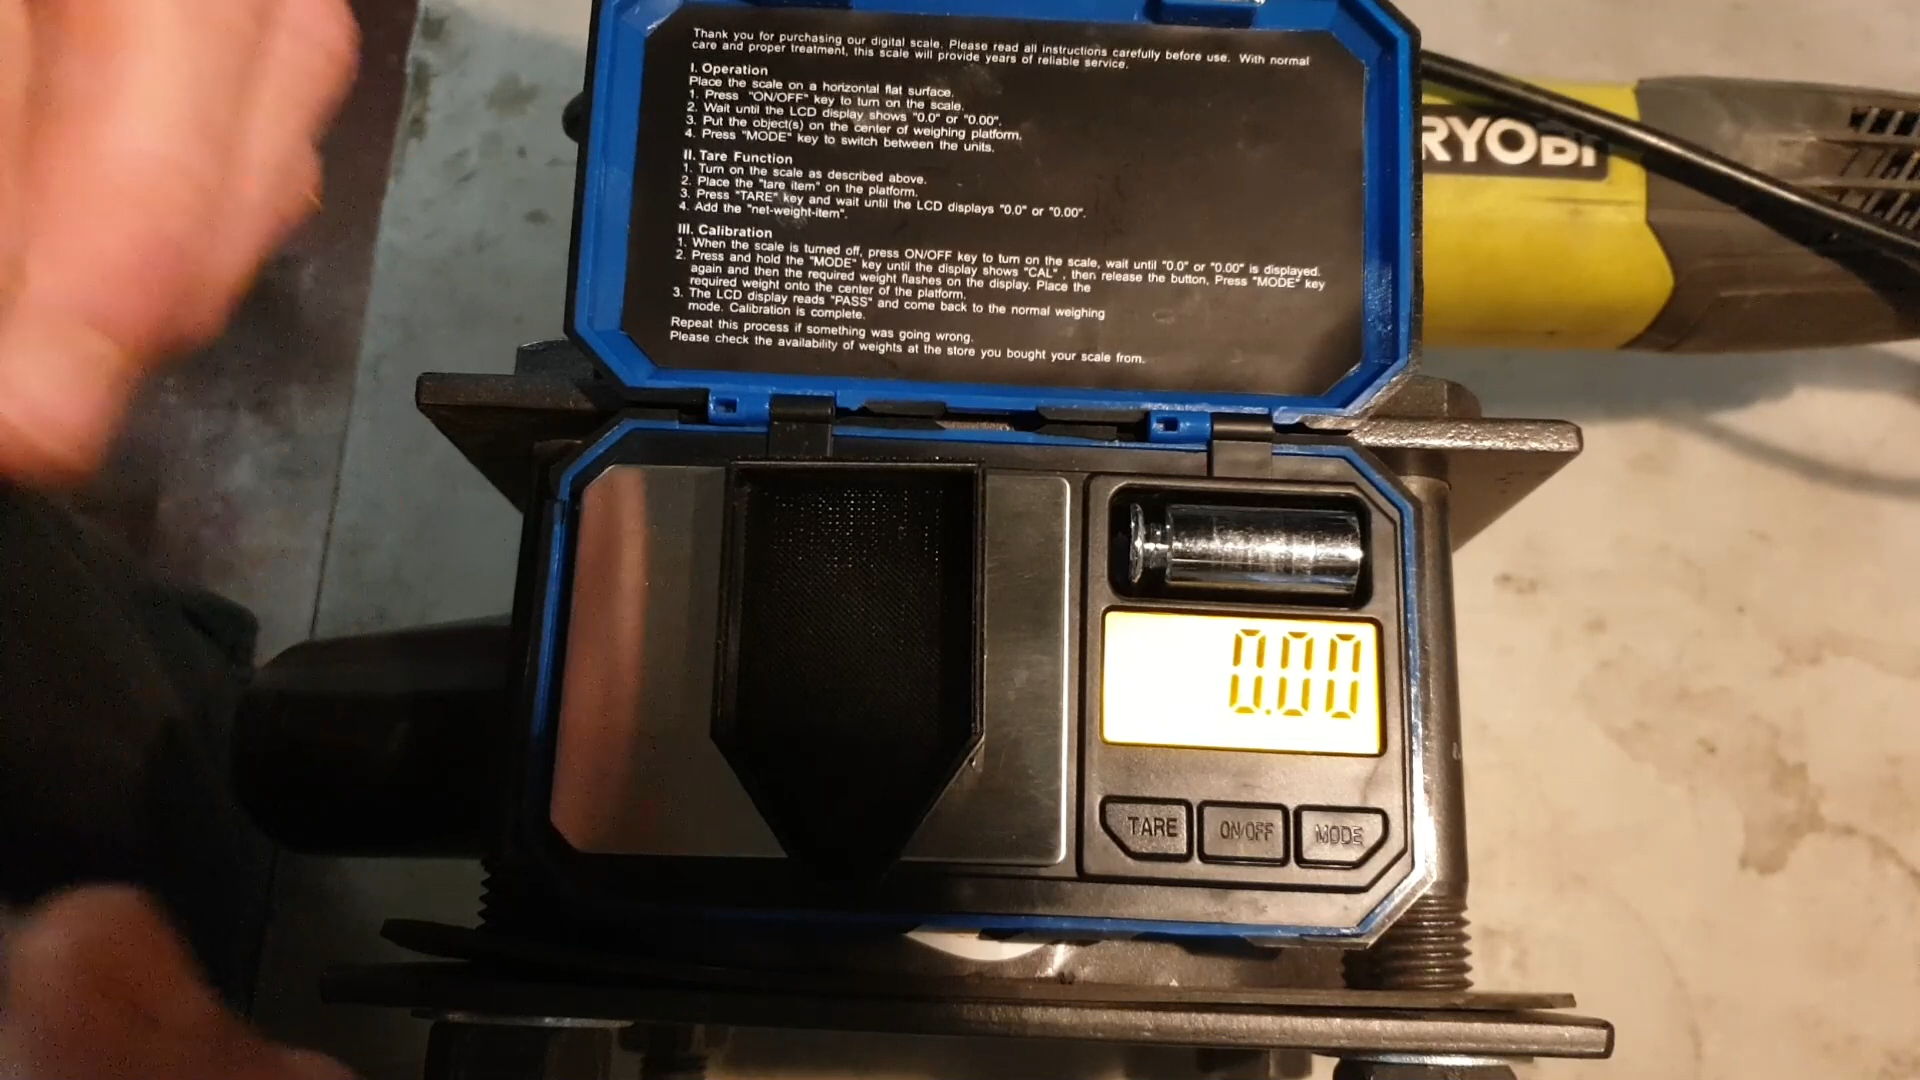 Thank you for purchasing our digital scale. Please read all instructions carefully before use. With normal
care and proper treatment, this scale will provide years of reliable service.
I. Operation
Place the scale on a horizontal flat surface.
1. Press "ON/OFF" key to turn on the scale.
2. Wait until the LCD display shows "0.0" or "0.00".
3. Put the object(s) on the center of weighing platform.
4. Press "MODE" key to switch between the units.
II. Tare Function
1. Turn on the scale as described above.
2. Place the "tare item" on the platform.
3. Press "TARE" key and wait until the LCD displays "0.0" or "0.00".
4. Add the "net-weight-item".
III. Calibration
1. When the scale is turned off, press ON/OFF key to turn on the scale, wait until "0.0" or "0.00" is displayed.
2. Press and hold the "MODE" key until the display shows "CAL" , then release the button, Press "MODE" key
again and then the required weight flashes on the display. Place the
required weight onto the center of the platform.
3. The LCD display reads "PASS" and come back to the normal weighing
mode. Calibration is complete.
Repeat this process if something was going wrong.
Please check the availability of weights at the store you bought your scale from.
RYOBI
0.00
TARE ON/OFF MODE